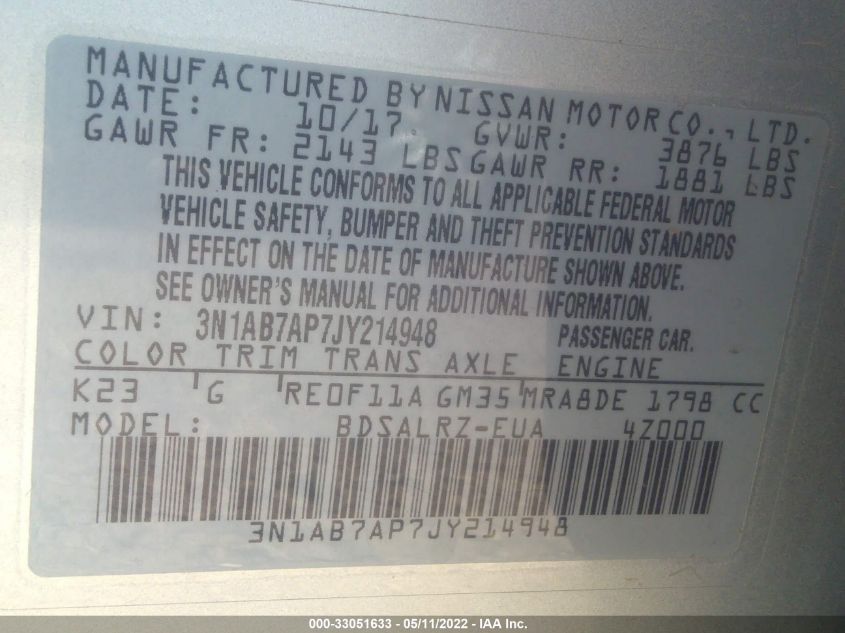 MANUFACTURED BY NISSAN MOTOR CO., LTD.
DATE: 10/17. GVWR: 3876 LBS
GAWR FR: 2143 LBS GAWR RR: 1881 LBS
THIS VEHICLE CONFORMS TO ALL APPLICABLE FEDERAL MOTOR
VEHICLE SAFETY, BUMPER AND THEFT PREVENTION STANDARDS
IN EFFECT ON THE DATE OF MANUFACTURE SHOWN ABOVE.
SEE OWNER'S MANUAL FOR ADDITIONAL INFORMATION.
VIN: 3N1AB7AP7JY214948 PASSENGER CAR.
COLOR TRIM TRANS AXLE ENGINE
K23 G RE0F11A GM35 MRA8DE 1798 CC
MODEL: BDSALRZ-EUA 4Z000
3N1AB7AP7JY214948
000-33051633 - 05/11/2022 - IAA Inc.